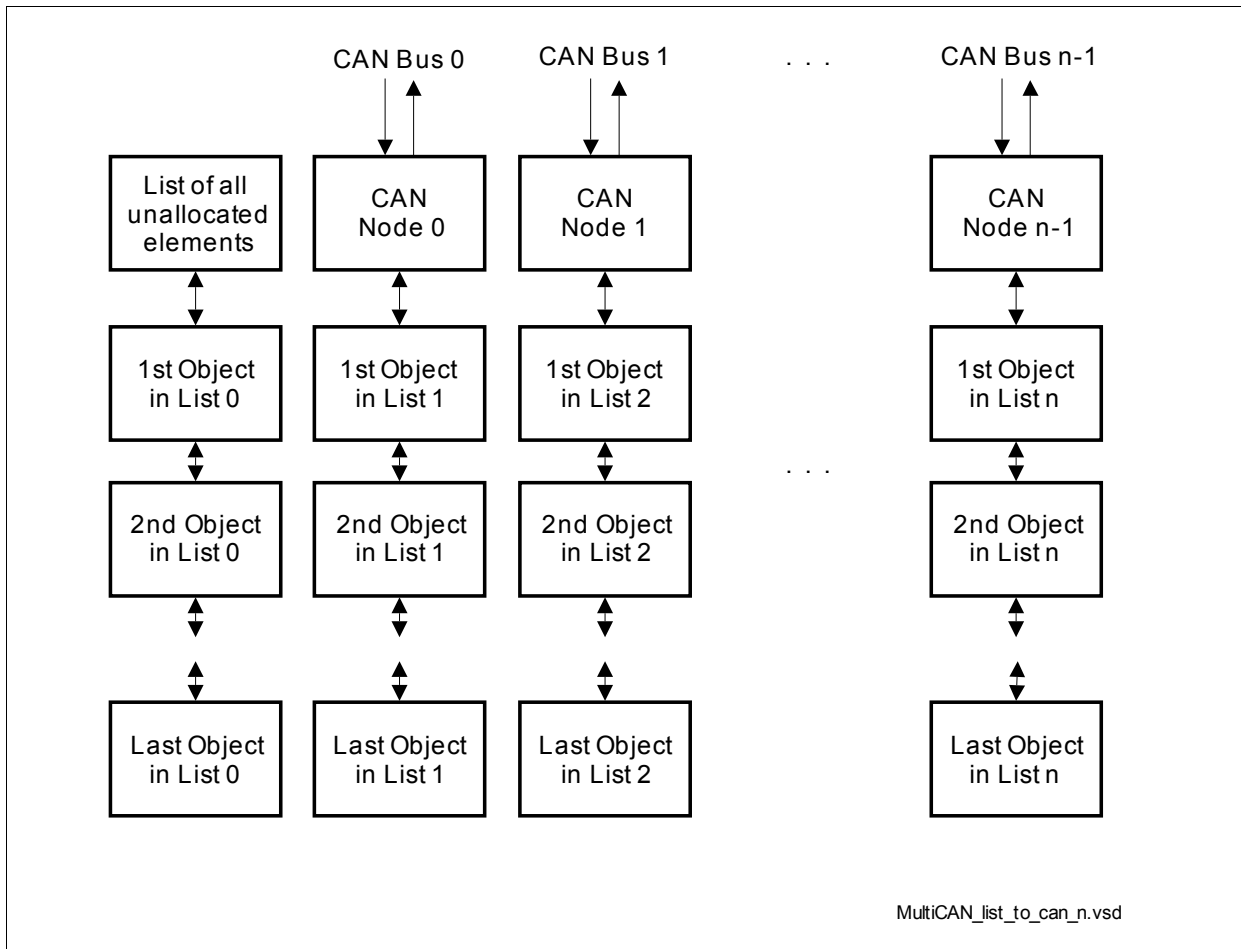 CAN Bus 0
CAN Bus 1
. . .
CAN Bus n-1
List of all
unallocated
elements
CAN
Node 0
CAN
Node 1
CAN
Node n-1
1st Object
in List 0
1st Object
in List 1
1st Object
in List 2
1st Object
in List n
. . .
2nd Object
in List 0
2nd Object
in List 1
2nd Object
in List 2
2nd Object
in List n
Last Object
in List 0
Last Object
in List 1
Last Object
in List 2
Last Object
in List n
MultiCAN_list_to_can_n.vsd